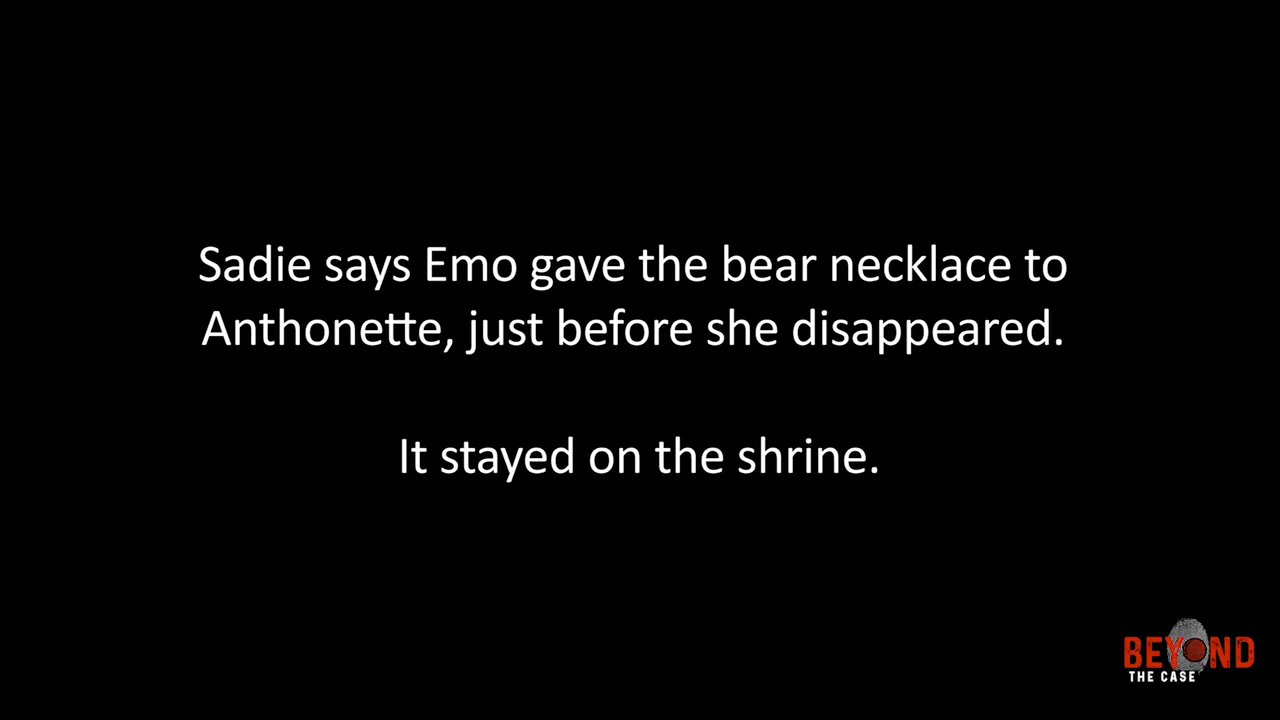 Sadie says Emo gave the bear necklace to
Anthonette, just before she disappeared.
It stayed on the shrine.
BEYOND
THE CASE